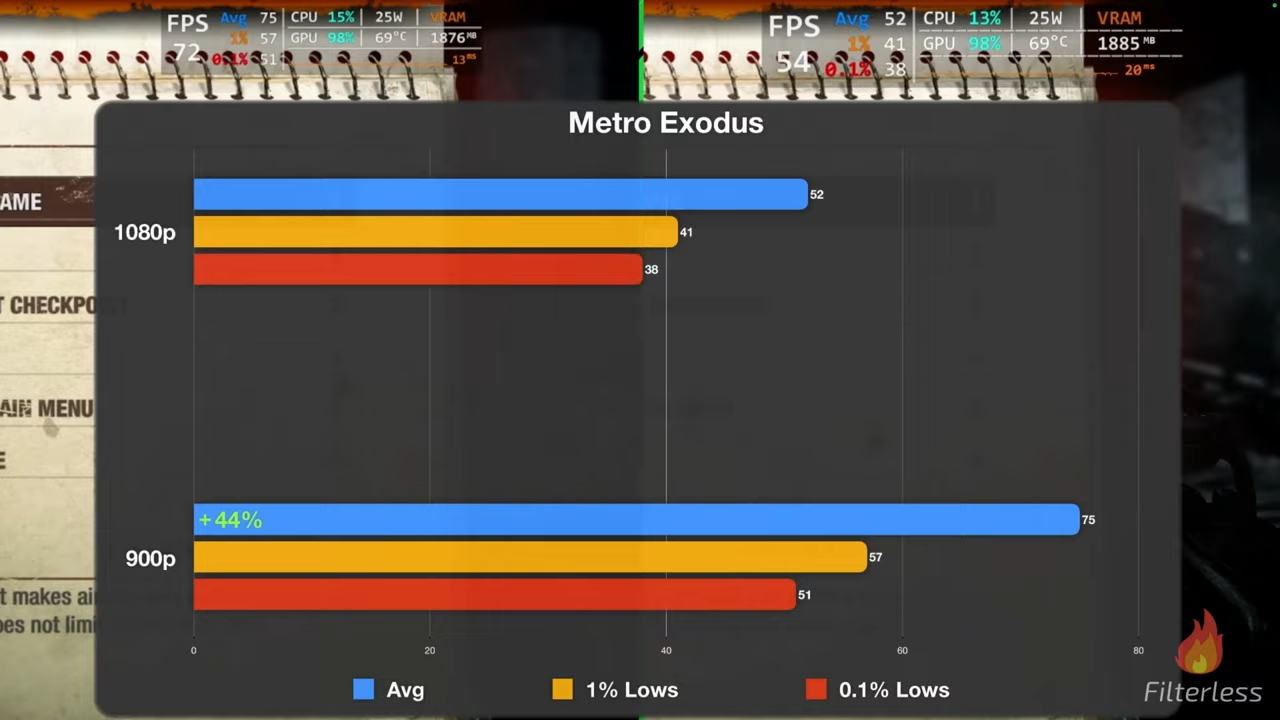 FPS Avg 75 CPU 15% 25W VRAM
1% 57 GPU 98% 69°C 1876 MB
72 0.1% 51 13 ms
FPS Avg 52 CPU 13% 25W VRAM
1% 41 GPU 98% 69°C 1885 MB
54 0.1% 38 20 ms
Metro Exodus
AME
T CHECKPO
AIN MENU
E
t makes ai
oes not limi
1080p
52
41
38
900p
+44%
75
57
51
0 20 40 60 80
Avg 1% Lows 0.1% Lows
Filterless